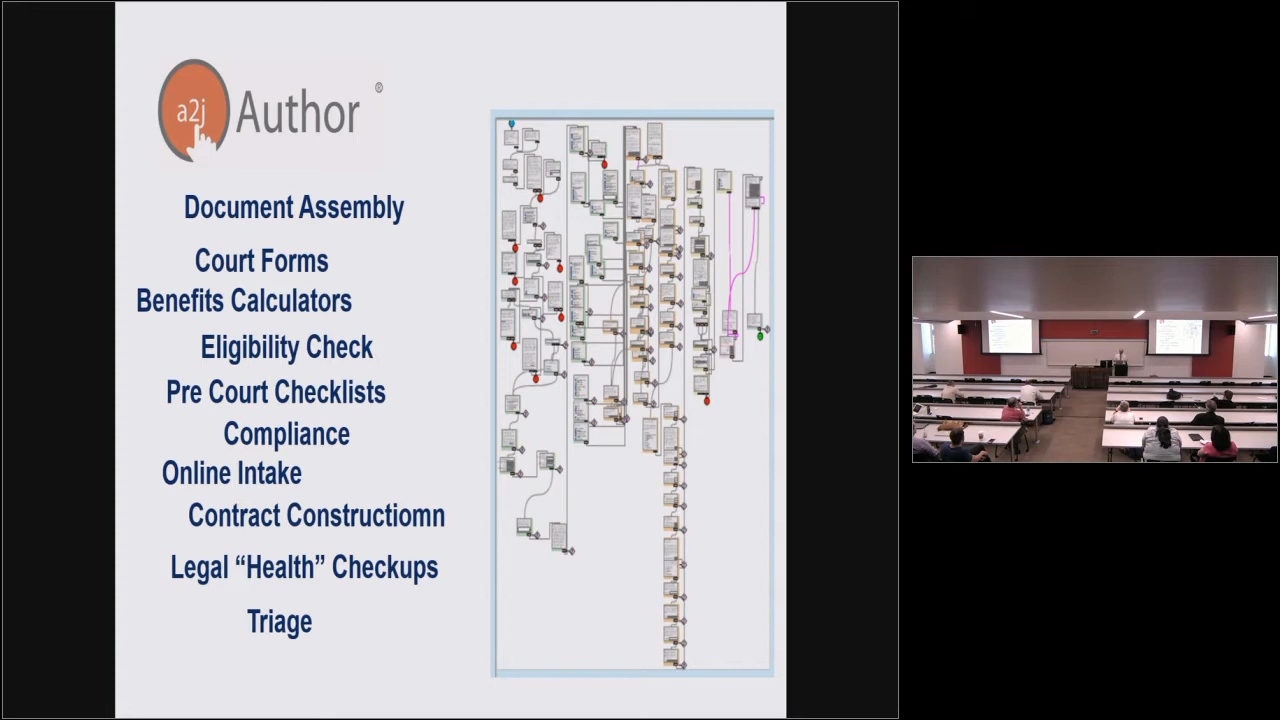 a2j Author ®
Document Assembly
Court Forms
Benefits Calculators
Eligibility Check
Pre Court Checklists
Compliance
Online Intake
Contract Constructiomn
Legal “Health” Checkups
Triage